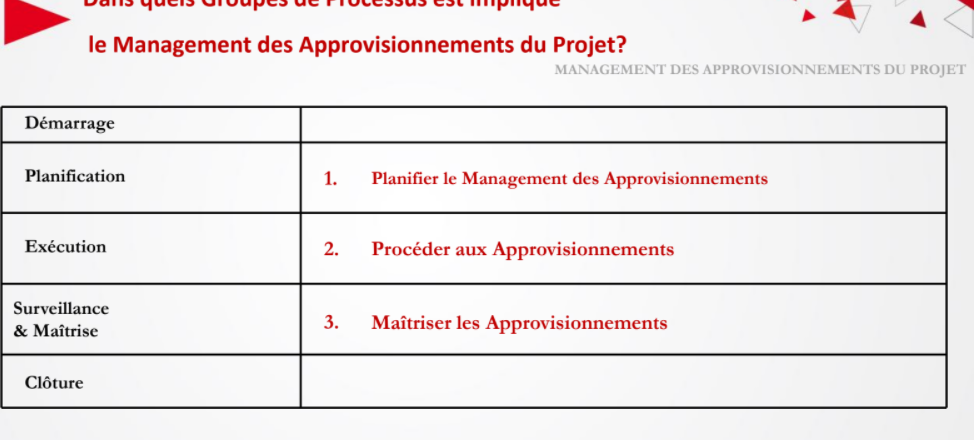 Dans quels Groupes de Processus est impliqué
le Management des Approvisionnements du Projet?
MANAGEMENT DES APPROVISIONNEMENTS DU PROJET
Démarrage
Planification
1. Planifier le Management des Approvisionnements
Exécution
2. Procéder aux Approvisionnements
Surveillance
& Maîtrise
3. Maîtriser les Approvisionnements
Clôture